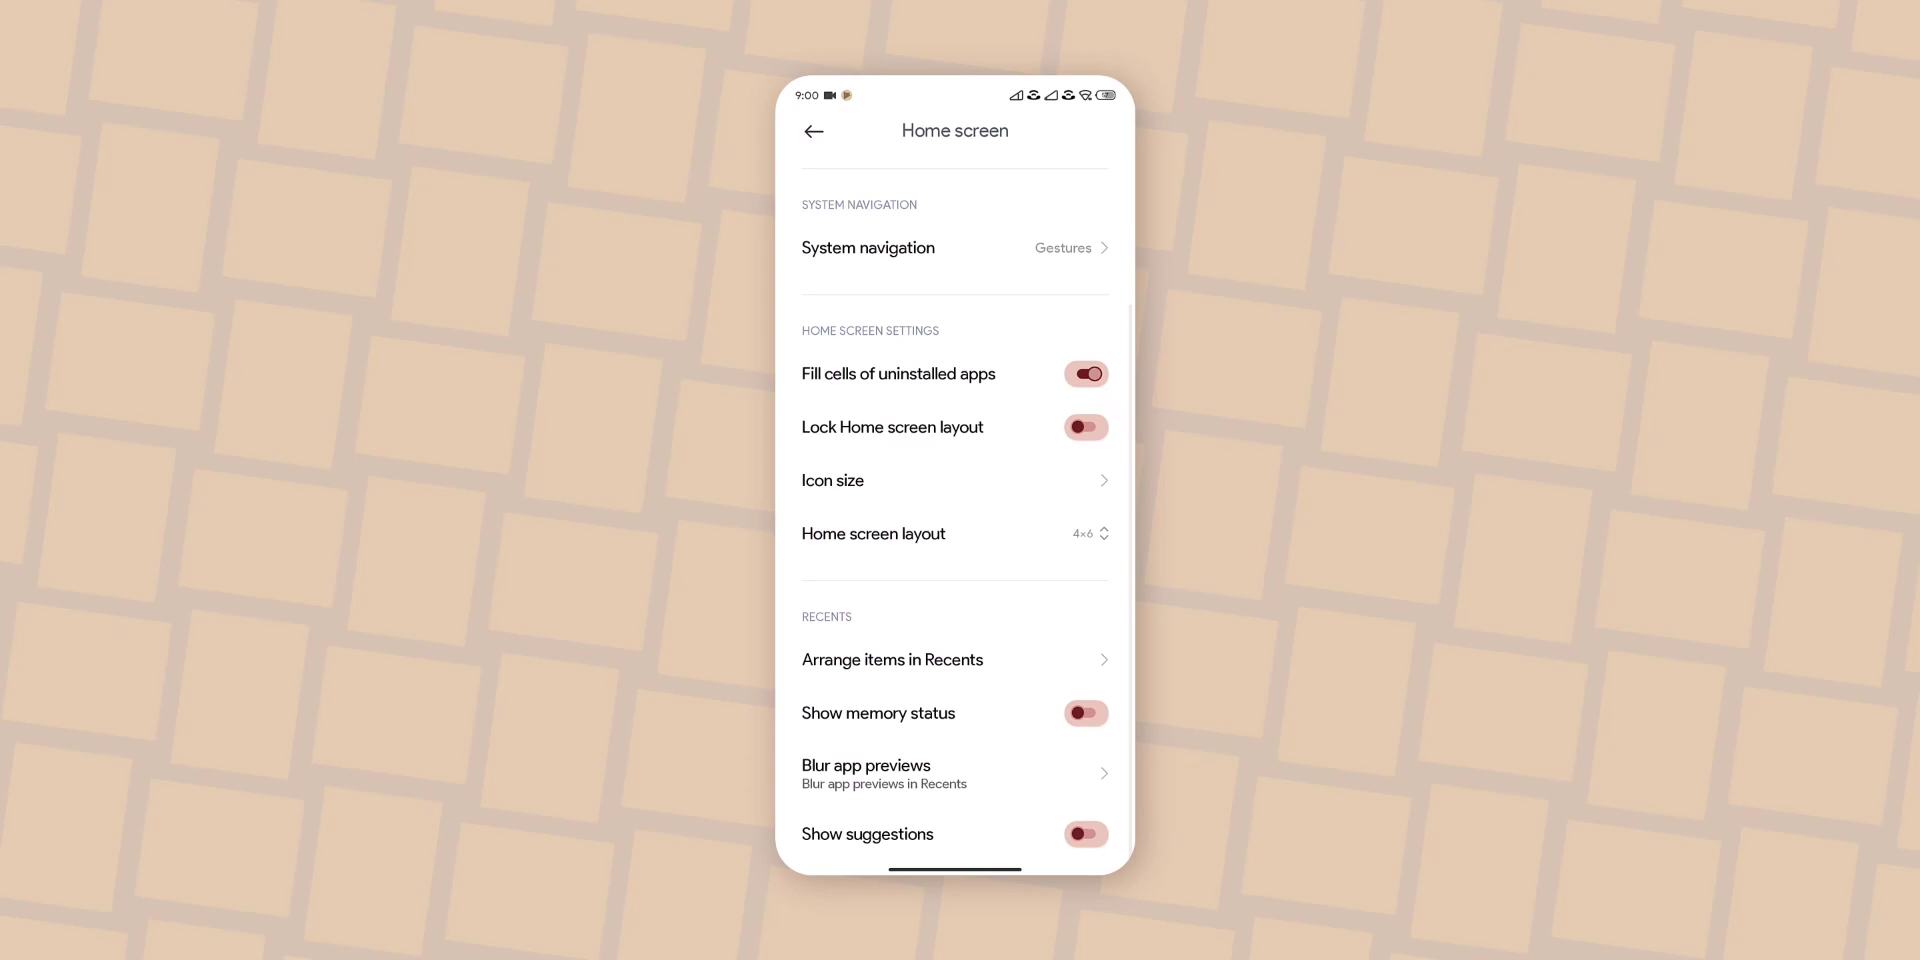 9:00
Home screen
SYSTEM NAVIGATION
System navigation Gestures
HOME SCREEN SETTINGS
Fill cells of uninstalled apps
Lock Home screen layout
Icon size
Home screen layout 4×6
RECENTS
Arrange items in Recents
Show memory status
Blur app previews
Blur app previews in Recents
Show suggestions